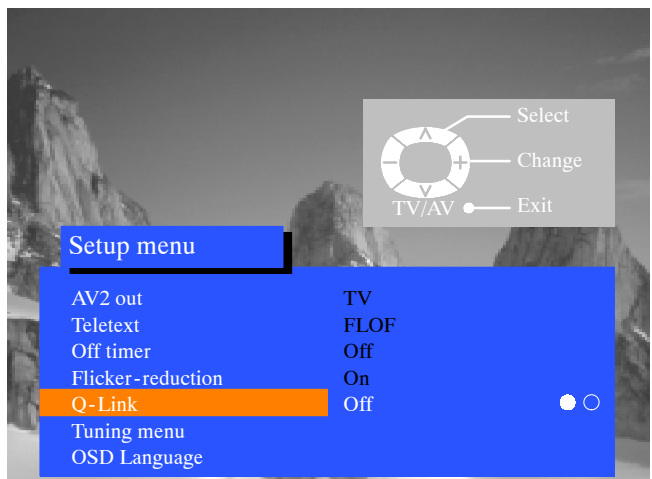 Select
Change
TV/AV Exit
Setup menu
AV2 out TV
Teletext FLOF
Off timer Off
Flicker-reduction On
Q-Link Off
Tuning menu
OSD Language